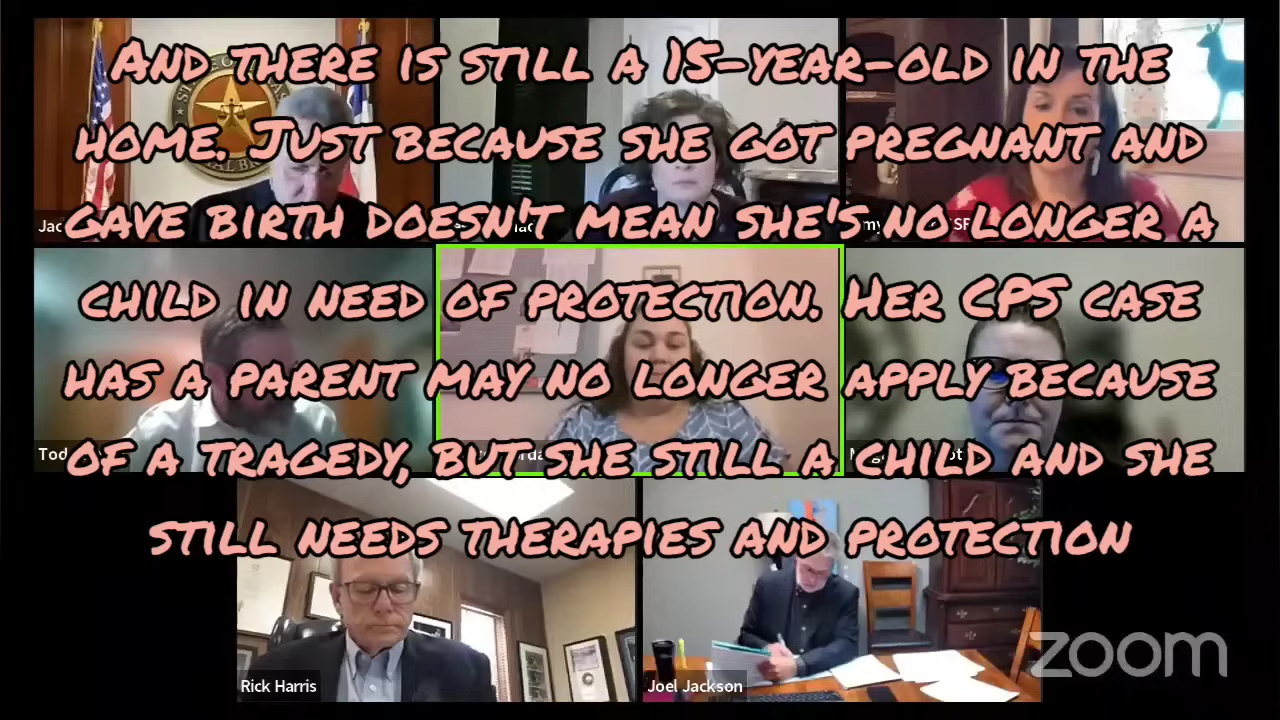 And there is still a 15-year-old in the
home. Just because she got pregnant and
gave birth doesn't mean she's no longer a
child in need of protection. Her CPS case
has a parent may no longer apply because
of a tragedy, but she still a child and she
still needs therapies and protection
Rick Harris
Joel Jackson
zoom